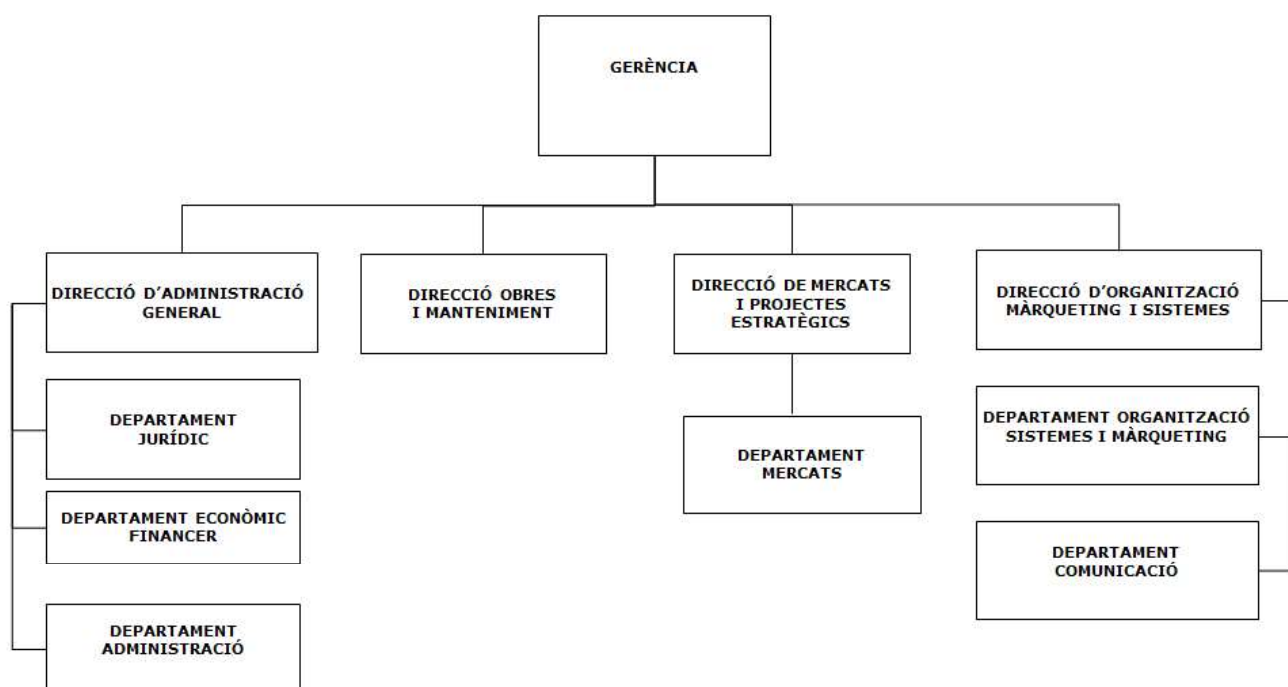 GERÈNCIA
DIRECCIÓ D'ADMINISTRACIÓ
GENERAL
DIRECCIÓ OBRES
I MANTENIMENT
DIRECCIÓ DE MERCATS
I PROJECTES
ESTRATÈGICS
DIRECCIÓ D'ORGANITZACIÓ
MÀRQUETING I SISTEMES
DEPARTAMENT
JURÍDIC
DEPARTAMENT ECONÒMIC
FINANCER
DEPARTAMENT
ADMINISTRACIÓ
DEPARTAMENT
MERCATS
DEPARTAMENT ORGANITZACIÓ
SISTEMES I MÀRQUETING
DEPARTAMENT
COMUNICACIÓ